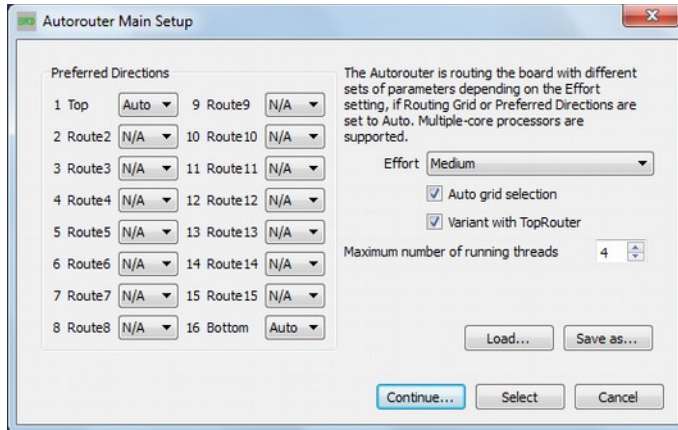 BRD Autorouter Main Setup
Preferred Directions
1 Top Auto 9 Route9 N/A
2 Route2 N/A 10 Route10 N/A
3 Route3 N/A 11 Route11 N/A
4 Route4 N/A 12 Route12 N/A
5 Route5 N/A 13 Route13 N/A
6 Route6 N/A 14 Route14 N/A
7 Route7 N/A 15 Route15 N/A
8 Route8 N/A 16 Bottom Auto
The Autorouter is routing the board with different
sets of parameters depending on the Effort
setting, if Routing Grid or Preferred Directions are
set to Auto. Multiple-core processors are
supported.
Effort Medium
Auto grid selection
Variant with TopRouter
Maximum number of running threads 4
Load... Save as...
Continue... Select Cancel